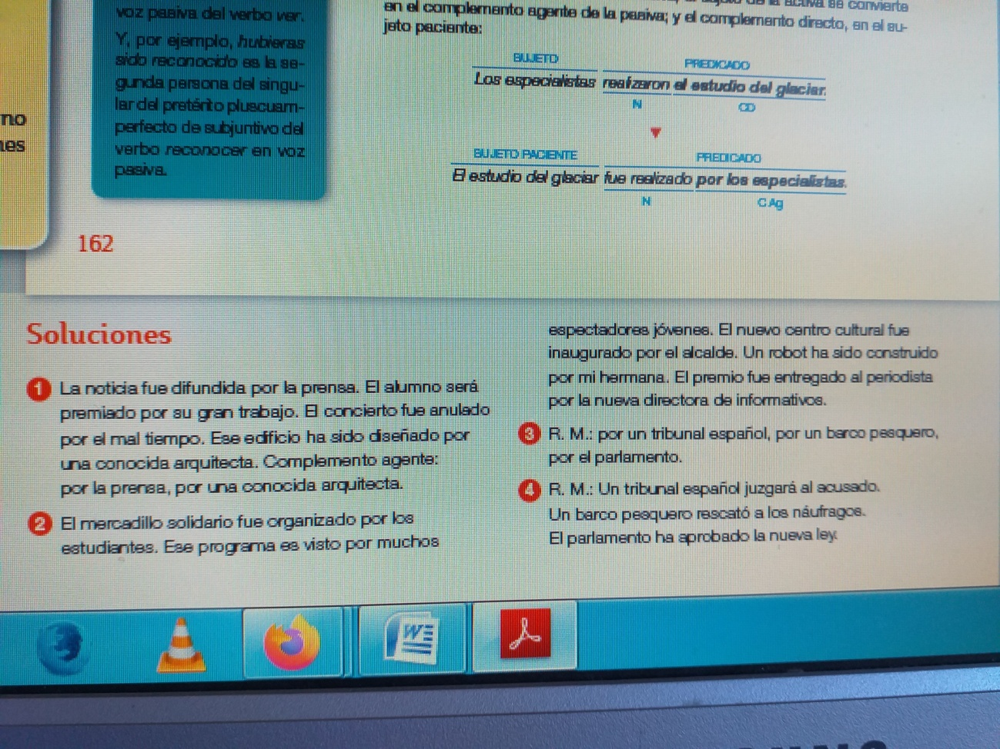 voz pasiva del verbo ver.
Y, por ejemplo, hubieras
sido reconocido es la se-
gunda persona del singu-
lar del pretérito pluscuam-
perfecto de subjuntivo del
verbo reconocer en voz
pasiva.
no
nes
162
de la activa se convierte
en el complemento agente de la pasiva; y el complemento directo, en el su-
jeto paciente:
SUJETO PREDICADO
Los especialistas realizaron el estudio del glaciar.
N CD
SUJETO PACIENTE PREDICADO
El estudio del glaciar fue realizado por los especialistas.
N C Ag
Soluciones
1 La noticia fue difundida por la prensa. El alumno será
premiado por su gran trabajo. El concierto fue anulado
por el mal tiempo. Ese edificio ha sido diseñado por
una conocida arquitecta. Complemento agente:
por la prensa, por una conocida arquitecta.
2 El mercadillo solidario fue organizado por los
estudiantes. Ese programa es visto por muchos
espectadores jóvenes. El nuevo centro cultural fue
inaugurado por el alcalde. Un robot ha sido construido
por mi hermana. El premio fue entregado al periodista
por la nueva directora de informativos.
3 R. M.: por un tribunal español, por un barco pesquero,
por el parlamento.
4 R. M.: Un tribunal español juzgará al acusado.
Un barco pesquero rescató a los náufragos.
El parlamento ha aprobado la nueva ley.
W